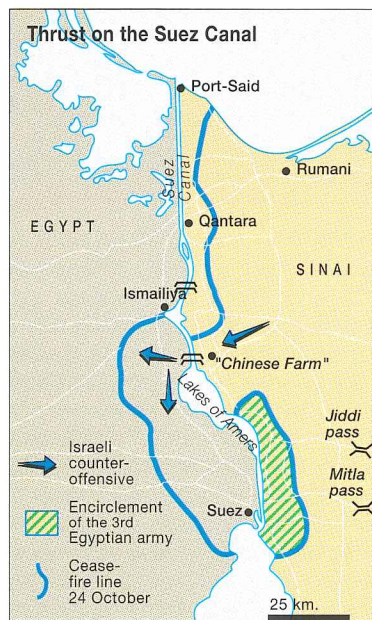 Thrust on the Suez Canal
Port-Said
Suez
Canal
Rumani
EGYPT
Qantara
SINAI
Ismailiya
"Chinese Farm"
Lakes of Amers
Jiddi
pass
Mitla
pass
Suez
Israeli
counter-
offensive
Encirclement
of the 3rd
Egyptian army
Cease-
fire line
24 October
25 km.